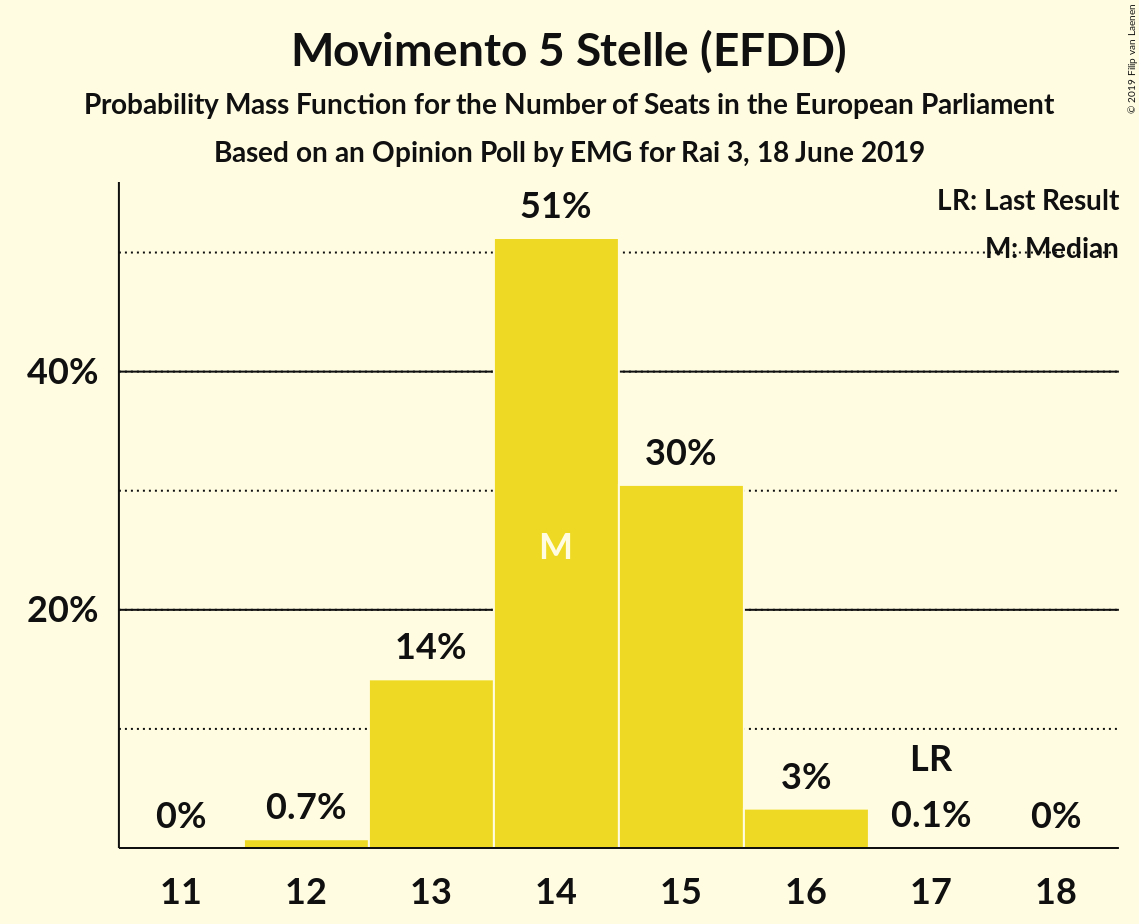 Movimento 5 Stelle (EFDD)
Probability Mass Function for the Number of Seats in the European Parliament
Based on an Opinion Poll by EMG for Rai 3, 18 June 2019
© 2019 Filip van Laenen
LR: Last Result
M: Median
51%
40%
30%
M
20%
14%
LR
3%
0.7%
0%
0.1%
0%
11 12 13 14 15 16 17 18